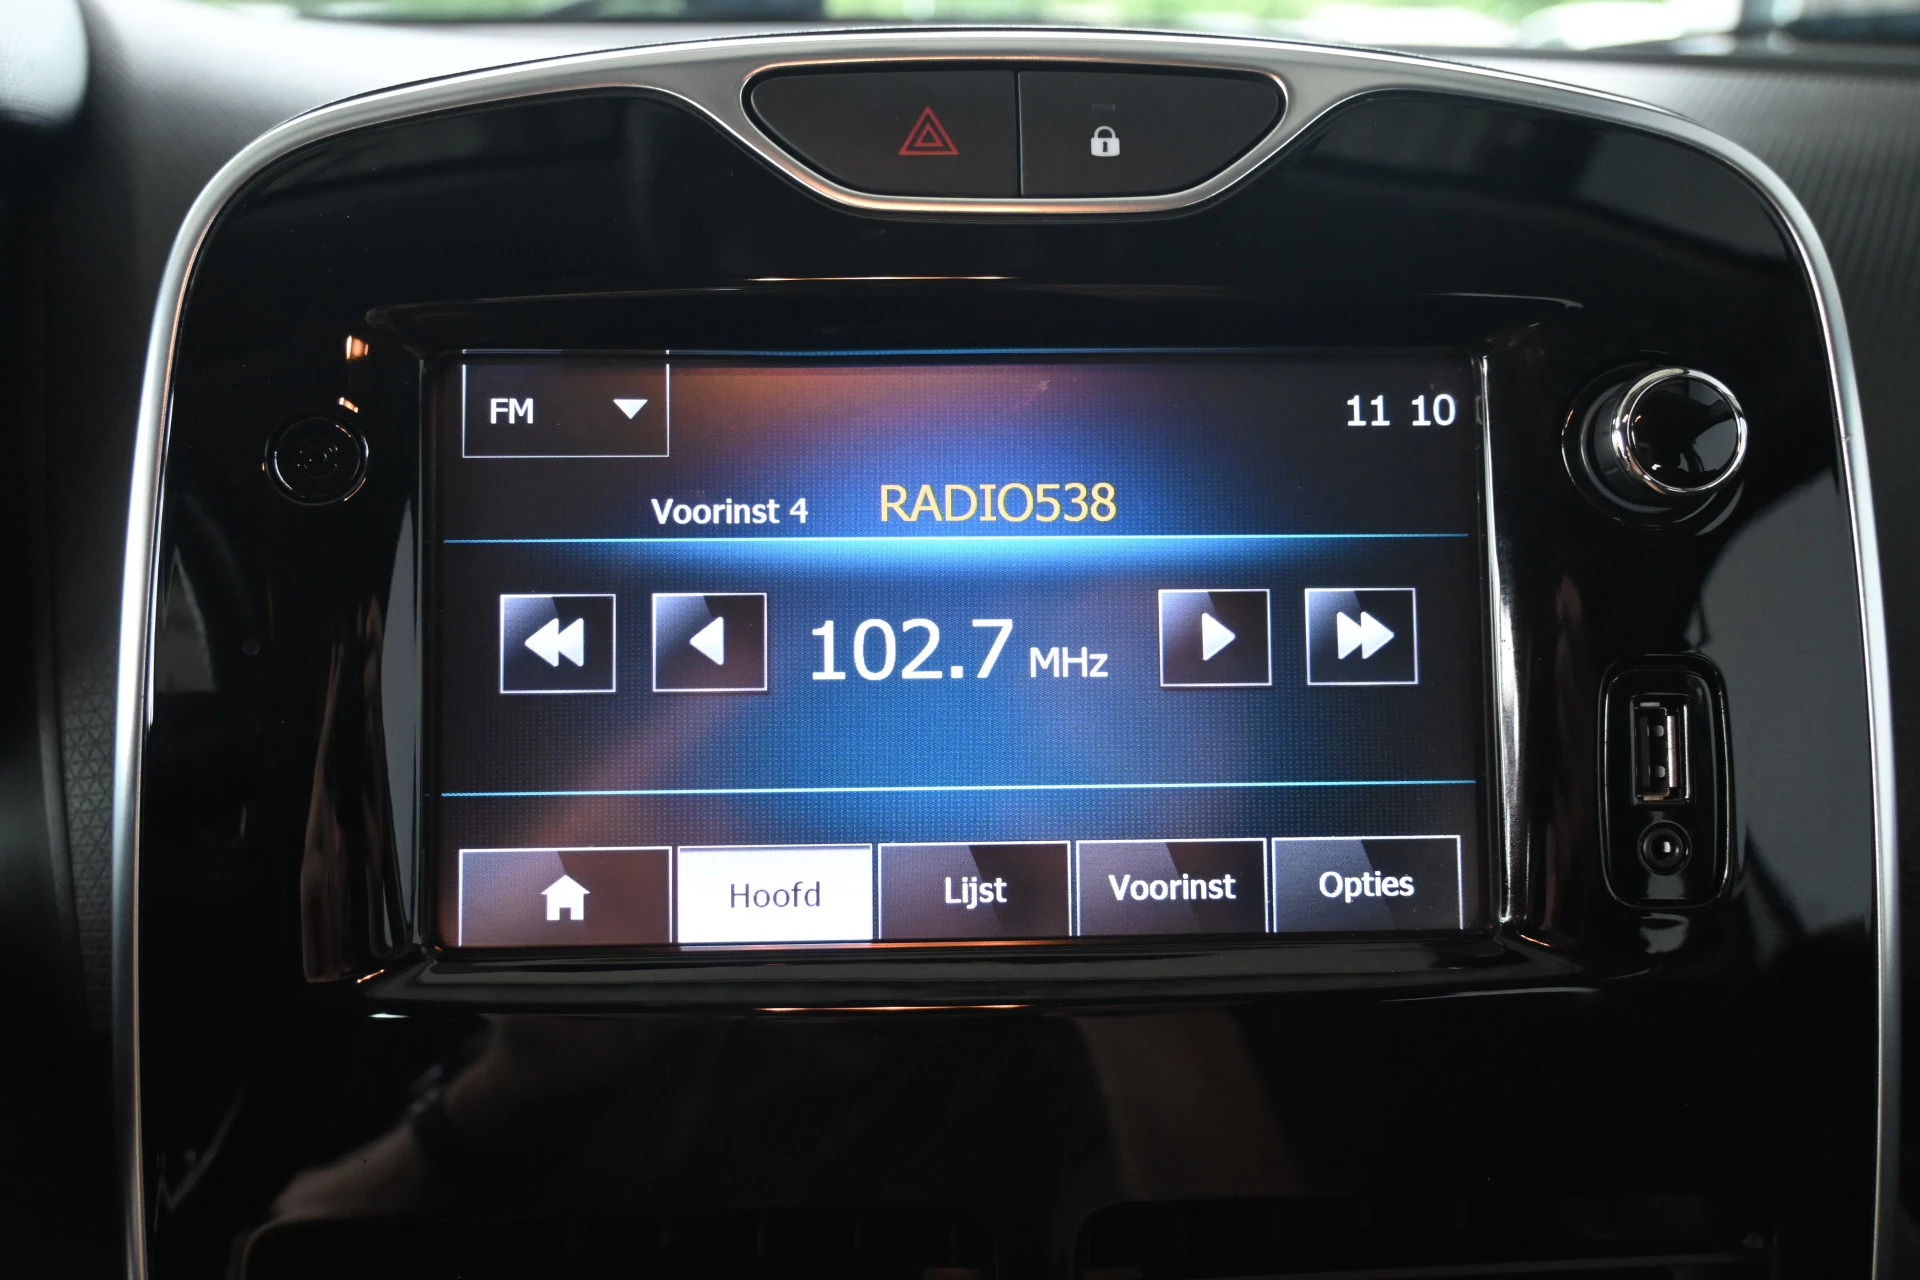 FM
11 10
Voorinst 4 RADIO538
102.7 MHz
Hoofd Lijst Voorinst Opties